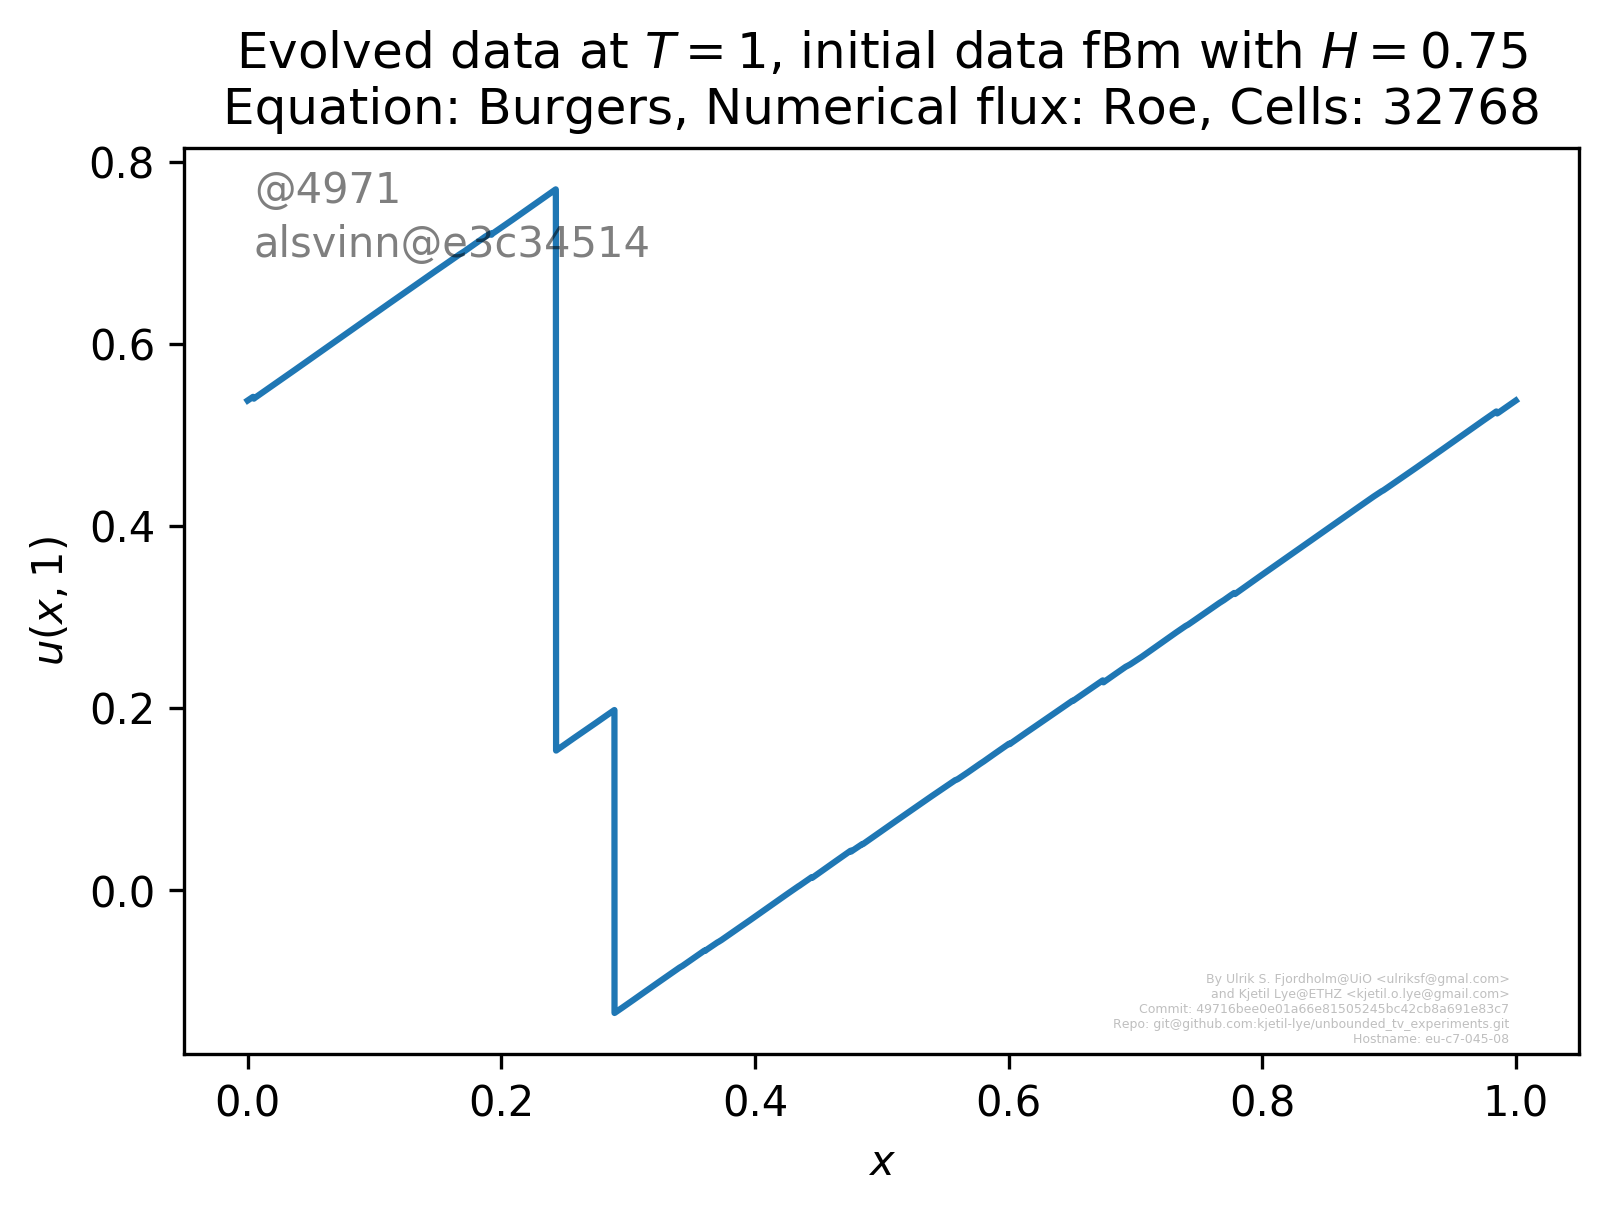 Evolved data at T = 1, initial data fBm with H = 0.75
Equation: Burgers, Numerical flux: Roe, Cells: 32768
@4971
alsvinn@e3c34514
0.8
0.6
0.4
0.2
0.0
u(x, 1)
0.0 0.2 0.4 0.6 0.8 1.0
x
By Ulrik S. Fjordholm@UiO <ulriksf@gmal.com>
and Kjetil Lye@ETHZ <kjetil.o.lye@gmail.com>
Commit: 49716bee0e01a66e81505245bc42cb8a691e83c7
Repo: git@github.com:kjetil-lye/unbounded_tv_experiments.git
Hostname: eu-c7-045-08